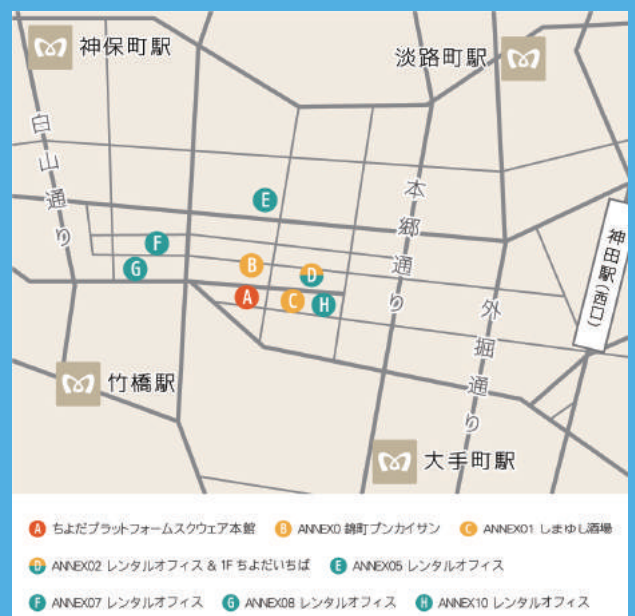 神保町駅
淡路町駅
白山通り
本郷通り
外堀通り
神田駅(西口)
E
F
G
B
D
A
C
H
竹橋駅
大手町駅
A ちよだプラットフォームスクウェア本館 B ANNEX0 錦町ブンカイサン C ANNEX01 しまゆし酒場
D ANNEX02 レンタルオフィス & 1F ちよだいちば E ANNEX05 レンタルオフィス
F ANNEX07 レンタルオフィス G ANNEX08 レンタルオフィス H ANNEX10 レンタルオフィス